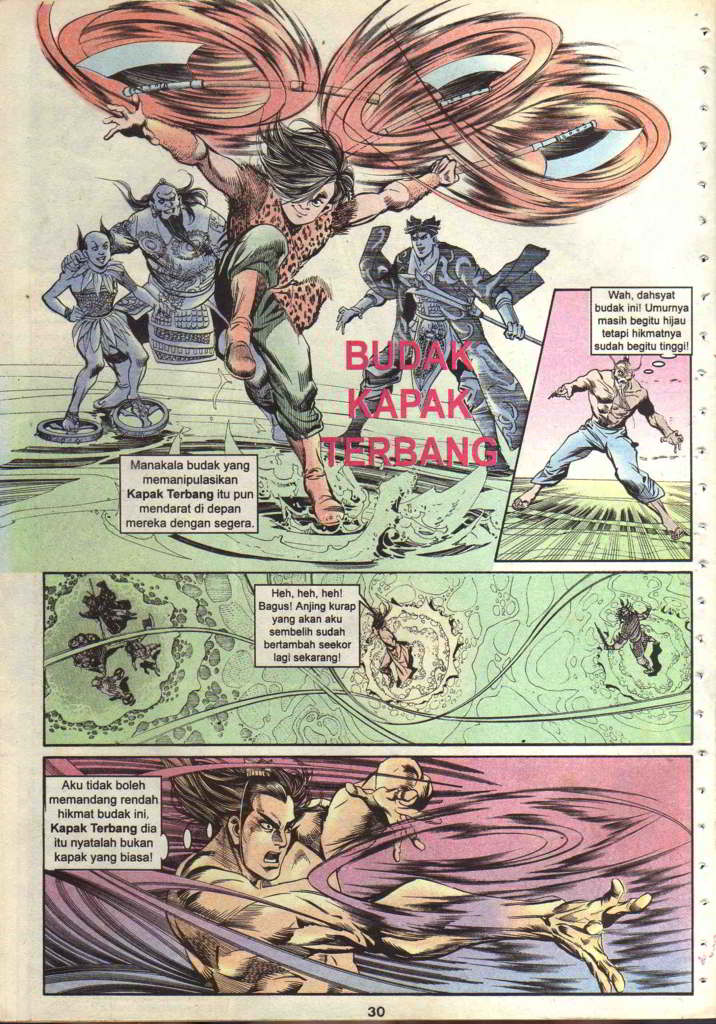 BUDAK
KAPAK
TERBANG
Manakala budak yang
memanipulasikan
Kapak Terbang itu pun
mendarat di depan
mereka dengan segera.
Wah, dahsyat
budak ini! Umurnya
masih begitu hijau
tetapi hikmatnya
sudah begitu tinggi!
Heh, heh, heh!
Bagus! Anjing kurap
yang akan aku
sembelih sudah
bertambah seekor
lagi sekarang!
Aku tidak boleh
memandang rendah
hikmat budak ini,
Kapak Terbang dia
itu nyatalah bukan
kapak yang biasa!
30